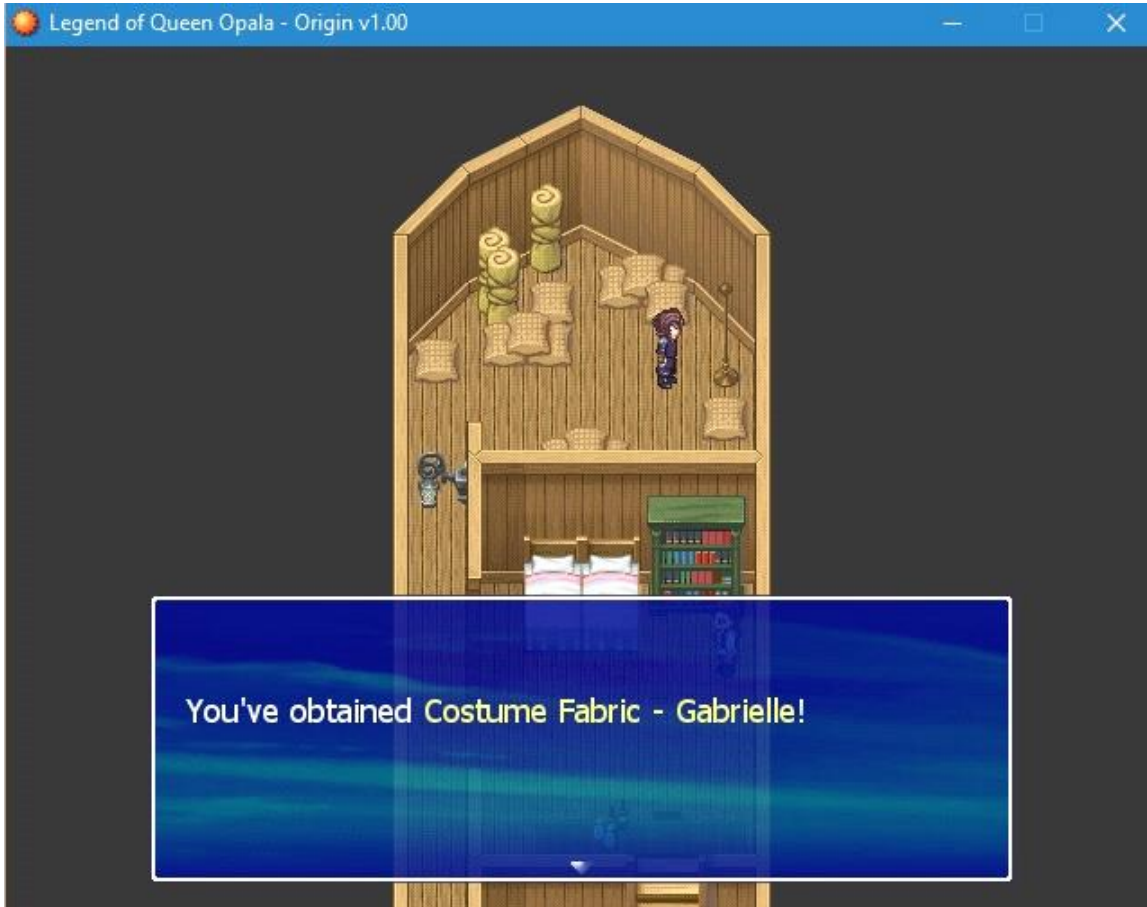 Legend of Queen Opala - Origin v1.00
You've obtained Costume Fabric - Gabrielle!